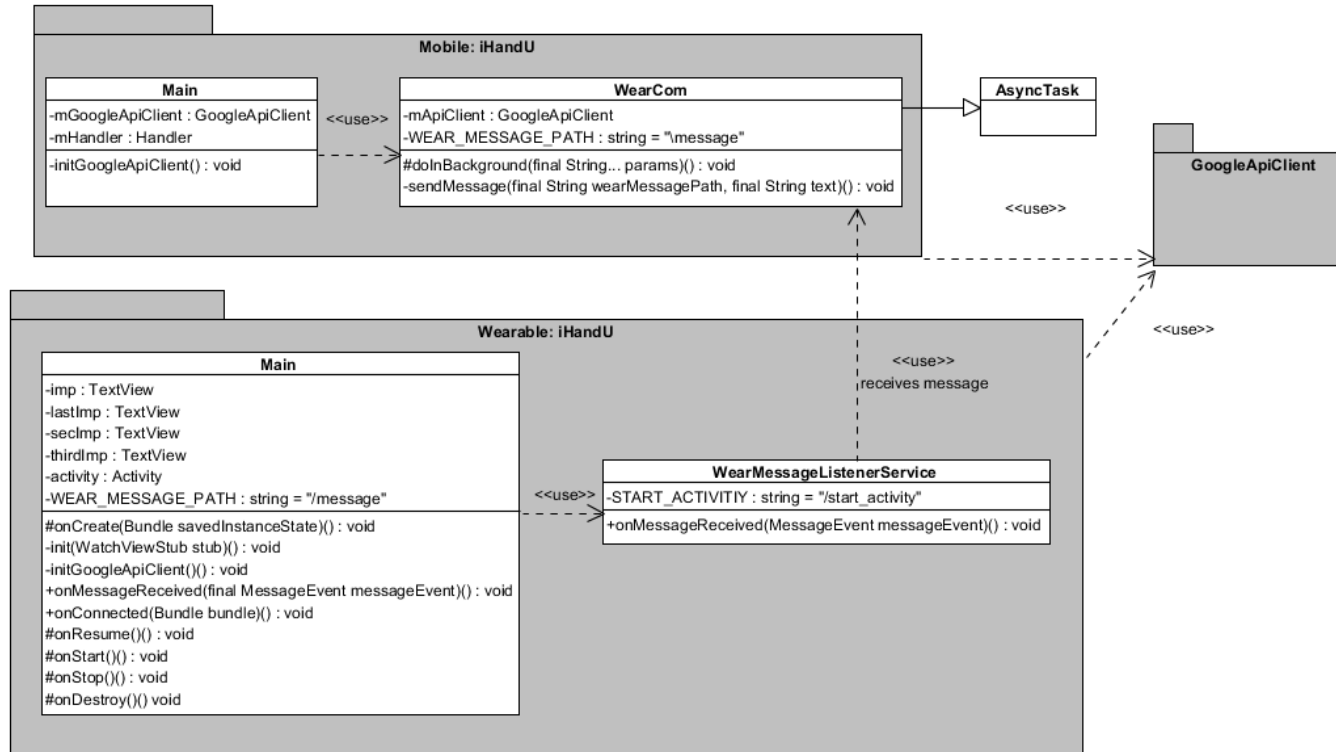 Mobile: iHandU
Main
-mGoogleApiClient : GoogleApiClient
-mHandler : Handler
-initGoogleApiClient() : void
<<use>>
WearCom
-mApiClient : GoogleApiClient
-WEAR_MESSAGE_PATH : string = "\message"
#doInBackground(final String... params)() : void
-sendMessage(final String wearMessagePath, final String text)() : void
AsyncTask
GoogleApiClient
<<use>>
<<use>>
Wearable: iHandU
Main
-imp : TextView
-lastImp : TextView
-secImp : TextView
-thirdImp : TextView
-activity : Activity
-WEAR_MESSAGE_PATH : string = "/message"
#onCreate(Bundle savedInstanceState)() : void
-init(WatchViewStub stub)() : void
-initGoogleApiClient()() : void
+onMessageReceived(final MessageEvent messageEvent)() : void
+onConnected(Bundle bundle)() : void
#onResume()() : void
#onStart()() : void
#onStop()() : void
#onDestroy()() void
<<use>>
<<use>>
receives message
WearMessageListenerService
-START_ACTIVITIY : string = "/start_activity"
+onMessageReceived(MessageEvent messageEvent)() : void